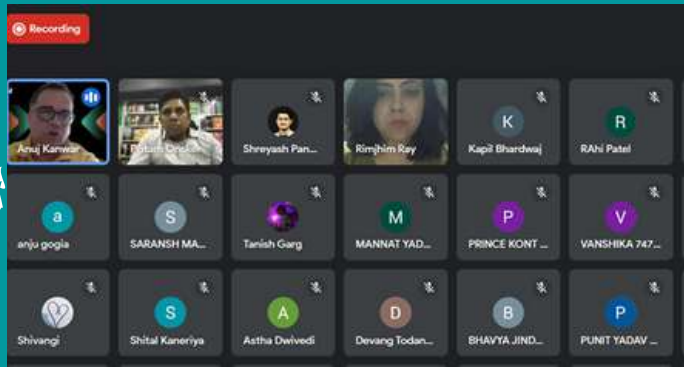 Recording
Anuj Kanwar
Shreyash Pan...
Rimjhim Ray
K
Kapil Bhardwaj
R
RAhi Patel
a
anju gogia
S
SARANSH MA...
Tanish Garg
M
MANNAT YAD...
P
PRINCE KONT ...
V
VANSHIKA 747...
Shivangi
S
Shital Kaneriya
A
Astha Dwivedi
D
Devang Todan...
B
BHAVYA JIND...
P
PUNIT YADAV ...